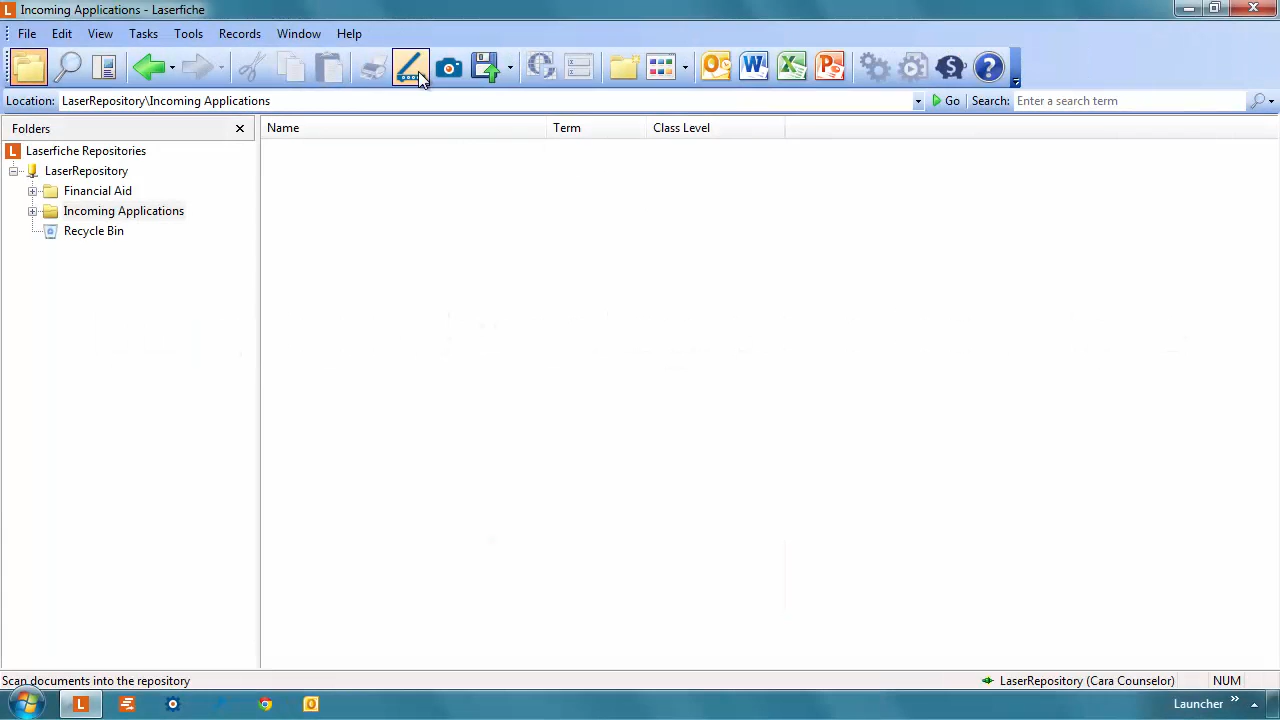 Incoming Applications - Laserfiche
File Edit View Tasks Tools Records Window Help
Location: LaserRepository\Incoming Applications Go Search: Enter a search term
Folders
Name Term Class Level
Laserfiche Repositories
LaserRepository
Financial Aid
Incoming Applications
Recycle Bin
Scan documents into the repository LaserRepository (Cara Counselor) NUM
Launcher